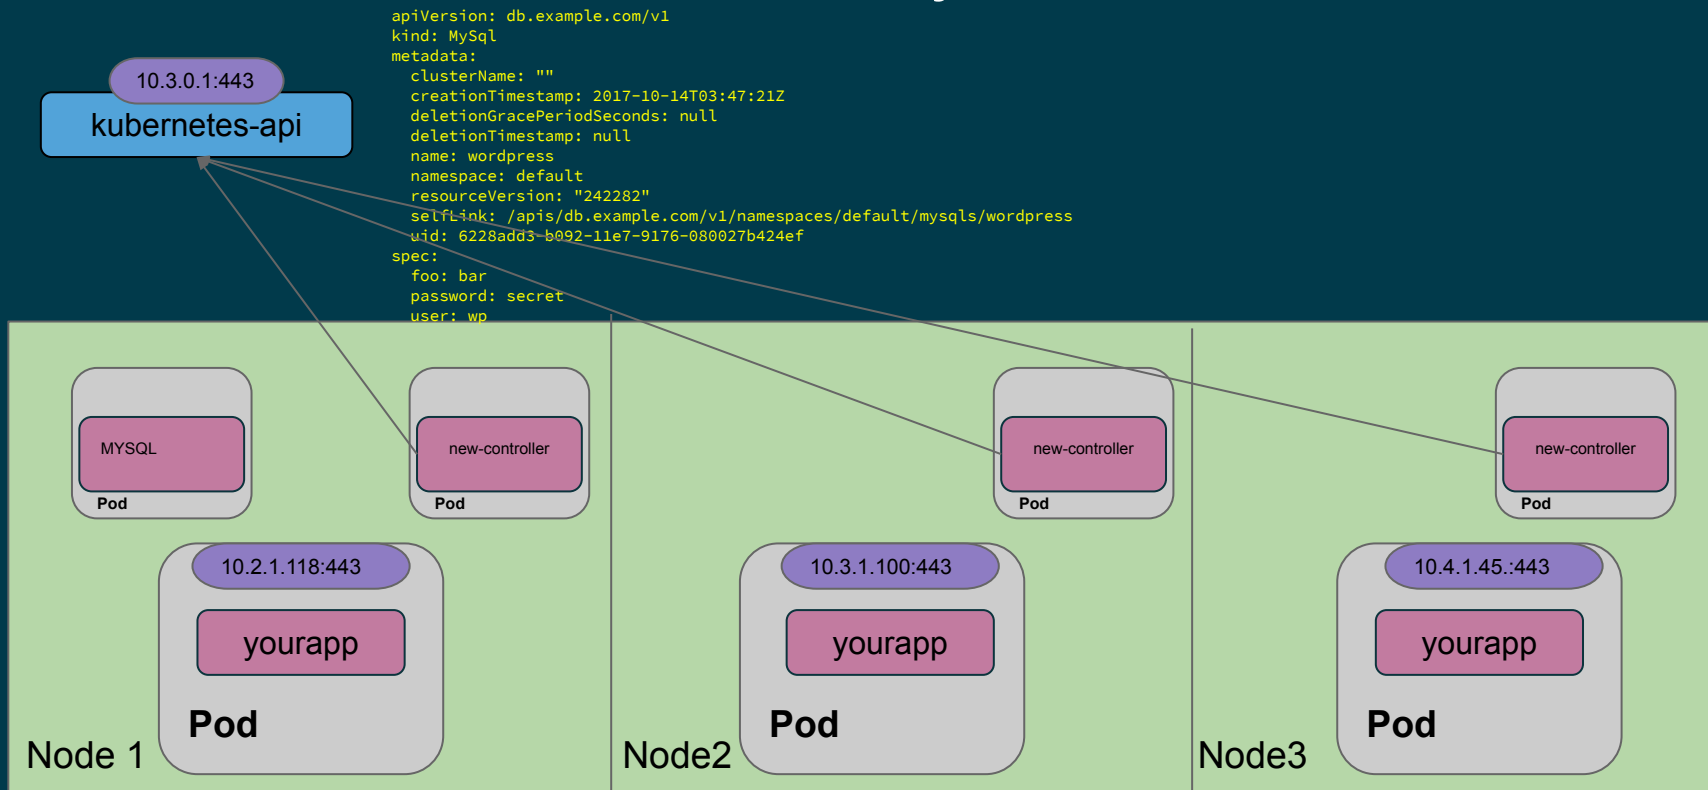 apiVersion: db.example.com/v1
kind: MySql
metadata:
  clusterName: ""
  creationTimestamp: 2017-10-14T03:47:21Z
  deletionGracePeriodSeconds: null
  deletionTimestamp: null
  name: wordpress
  namespace: default
  resourceVersion: "242282"
  selfLink: /apis/db.example.com/v1/namespaces/default/mysqls/wordpress
  uid: 6228add3-b092-11e7-9176-080027b424ef
spec:
  foo: bar
  password: secret
  user: wp
10.3.0.1:443
kubernetes-api
MYSQL
Pod
new-controller
Pod
10.2.1.118:443
yourapp
Pod
Node 1
new-controller
Pod
10.3.1.100:443
yourapp
Pod
Node2
new-controller
Pod
10.4.1.45.:443
yourapp
Pod
Node3